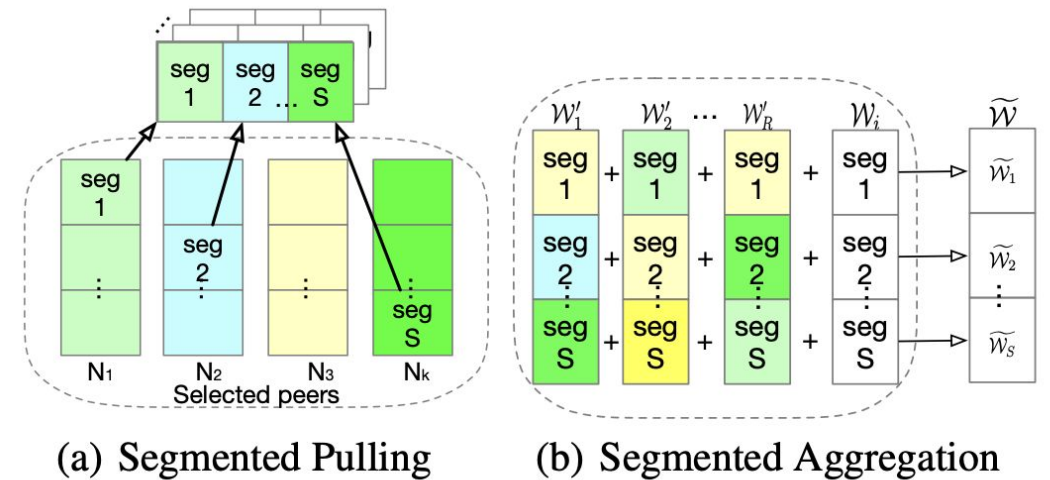 seg 1 seg 2 ... seg S
seg 1
seg 2
⋮ ⋮ ⋮ ⋮
seg S
N₁ N₂ N₃ Nₖ
Selected peers
(a) Segmented Pulling
𝒲′₁ 𝒲′₂ ... 𝒲′_R 𝒲ᵢ 𝒲̃
seg 1 + seg 1 + seg 1 + seg 1 𝒲̃₁
seg 2 + seg 2 + seg 2 + seg 2 𝒲̃₂
⋮ ⋮ ⋮ ⋮ ⋮
seg S + seg S + seg S + seg S 𝒲̃_S
(b) Segmented Aggregation